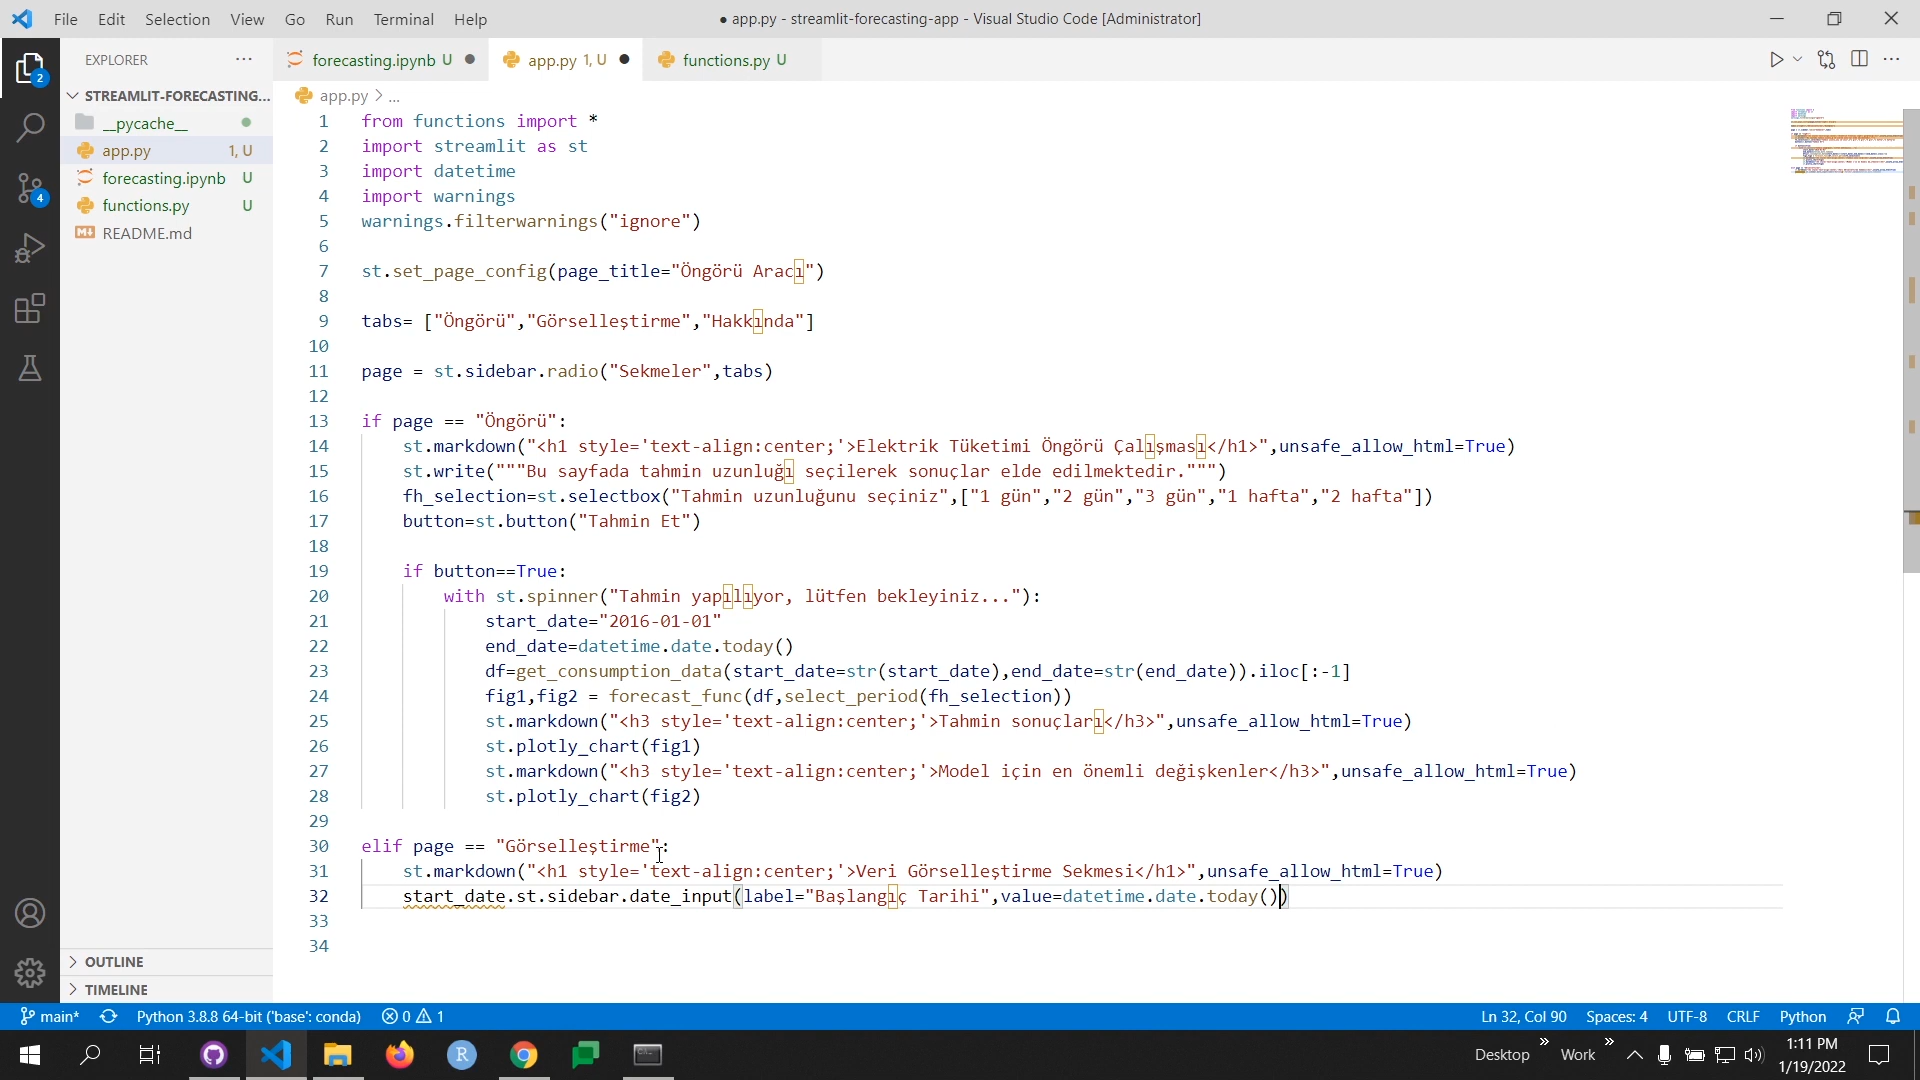 File Edit Selection View Go Run Terminal Help
● app.py - streamlit-forecasting-app - Visual Studio Code [Administrator]
EXPLORER
forecasting.ipynb U
app.py 1, U
functions.py U
STREAMLIT-FORECASTING...
app.py > ...
__pycache__
app.py 1, U
forecasting.ipynb U
functions.py U
README.md
2
4
1 from functions import *
2 import streamlit as st
3 import datetime
4 import warnings
5 warnings.filterwarnings("ignore")
6
7 st.set_page_config(page_title="Öngörü Aracı")
8
9 tabs= ["Öngörü","Görselleştirme","Hakkında"]
10
11 page = st.sidebar.radio("Sekmeler",tabs)
12
13 if page == "Öngörü":
14 st.markdown("<h1 style='text-align:center;'>Elektrik Tüketimi Öngörü Çalışması</h1>",unsafe_allow_html=True)
15 st.write("""Bu sayfada tahmin uzunluğı seçilerek sonuçlar elde edilmektedir.""")
16 fh_selection=st.selectbox("Tahmin uzunluğunu seçiniz",["1 gün","2 gün","3 gün","1 hafta","2 hafta"])
17 button=st.button("Tahmin Et")
18
19 if button==True:
20 with st.spinner("Tahmin yapılıyor, lütfen bekleyiniz..."):
21 start_date="2016-01-01"
22 end_date=datetime.date.today()
23 df=get_consumption_data(start_date=str(start_date),end_date=str(end_date)).iloc[:-1]
24 fig1,fig2 = forecast_func(df,select_period(fh_selection))
25 st.markdown("<h3 style='text-align:center;'>Tahmin sonuçları</h3>",unsafe_allow_html=True)
26 st.plotly_chart(fig1)
27 st.markdown("<h3 style='text-align:center;'>Model için en önemli değişkenler</h3>",unsafe_allow_html=True)
28 st.plotly_chart(fig2)
29
30 elif page == "Görselleştirme":
31 st.markdown("<h1 style='text-align:center;'>Veri Görselleştirme Sekmesi</h1>",unsafe_allow_html=True)
32 start_date.st.sidebar.date_input(label="Başlangıç Tarihi",value=datetime.date.today())
33
34
OUTLINE
TIMELINE
main* Python 3.8.8 64-bit ('base': conda) 0 1
Ln 32, Col 90 Spaces: 4 UTF-8 CRLF Python
Desktop » Work »
1:11 PM
1/19/2022